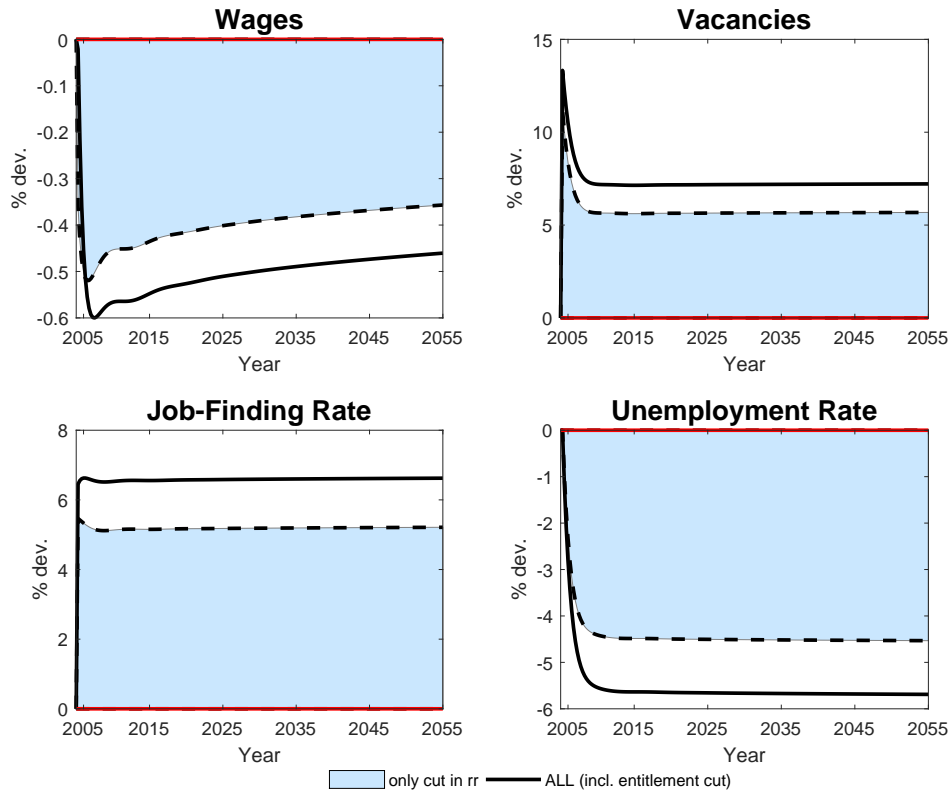 Wages
0
-0.1
-0.2
-0.3
-0.4
-0.5
-0.6
% dev.
2005 2015 2025 2035 2045 2055
Year
Vacancies
15
10
5
0
% dev.
2005 2015 2025 2035 2045 2055
Year
Job-Finding Rate
8
6
4
2
0
% dev.
2005 2015 2025 2035 2045 2055
Year
Unemployment Rate
0
-1
-2
-3
-4
-5
-6
% dev.
2005 2015 2025 2035 2045 2055
Year
only cut in rr ALL (incl. entitlement cut)